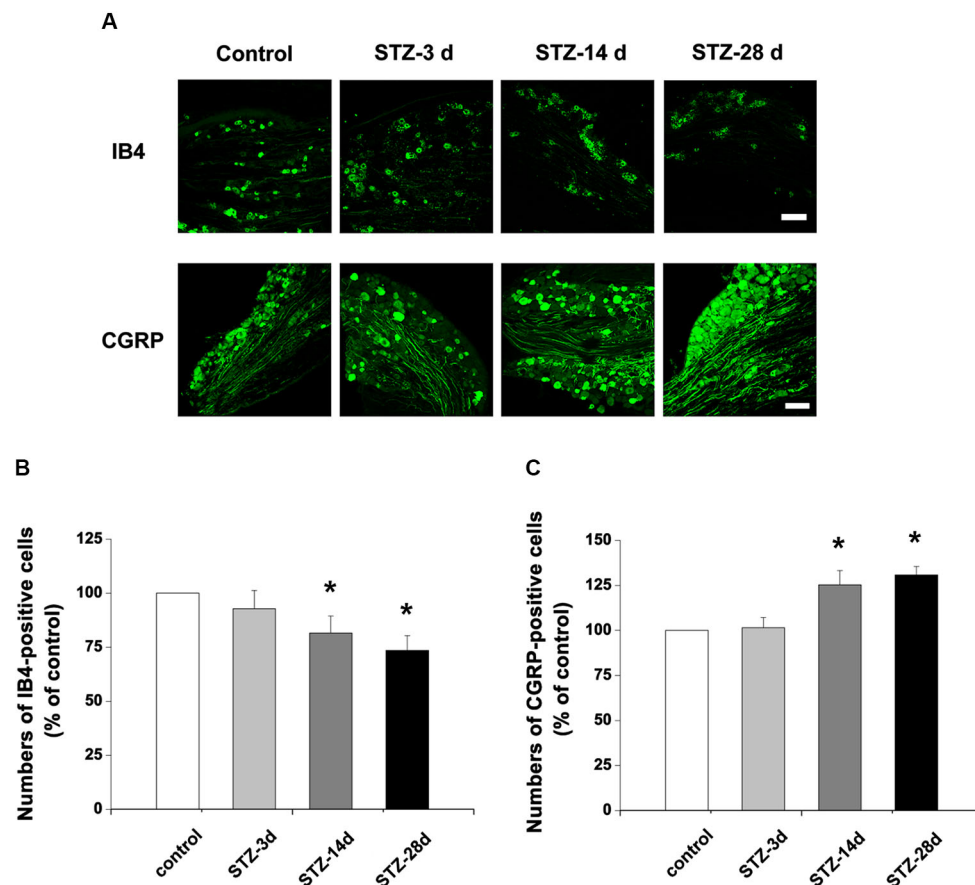 A
Control STZ-3 d STZ-14 d STZ-28 d
IB4
CGRP
B
Numbers of IB4-positive cells
(% of control)
125
100
75
50
25
0
control STZ-3d STZ-14d STZ-28d
*
*
C
Numbers of CGRP-positive cells
(% of control)
150
125
100
75
50
25
0
control STZ-3d STZ-14d STZ-28d
*
*